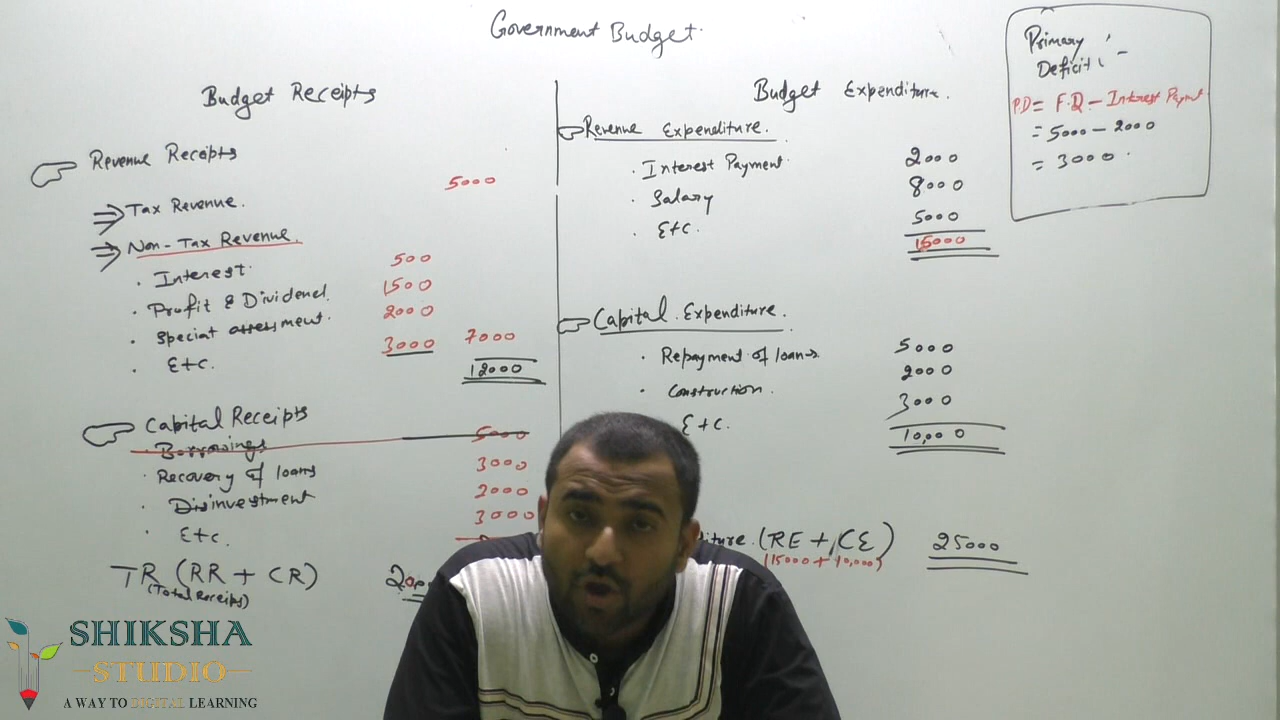 Government Budget
Budget Receipts
Revenue Receipts
5000
Tax Revenue.
Non-Tax Revenue.
. Interest. 500
. Profit & Dividend. 1500
. Special assessment. 2000
. Etc. 3000 7000
12000
Capital Receipts
. Borrowings 5000
. Recovery of loans 3000
. Disinvestment 2000
. Etc. 3000
TR (RR + CR)
(Total Receipts)
Budget Expenditure.
Revenue Expenditure.
. Interest Payment. 2000
. Salary 8000
. Etc. 5000
15000
Capital Expenditure.
. Repayment of loans 5000
. Construction. 2000
Etc. 3000
10,000
(RE + CE) 25000
(15000 + 10,000)
Primary
Deficit :-
P.D = F.D - Interest Paymt
= 5000 - 2000
= 3000
SHIKSHA
STUDIO
A WAY TO DIGITAL LEARNING